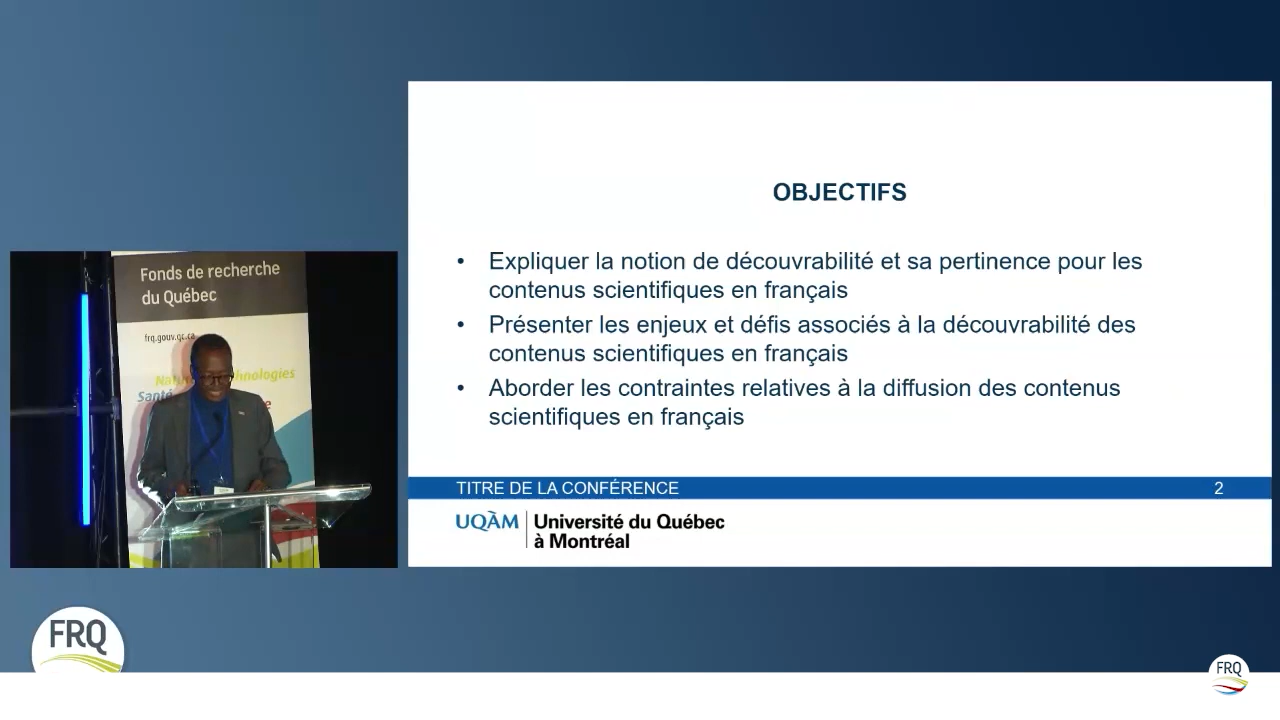 OBJECTIFS
• Expliquer la notion de découvrabilité et sa pertinence pour les
contenus scientifiques en français
• Présenter les enjeux et défis associés à la découvrabilité des
contenus scientifiques en français
• Aborder les contraintes relatives à la diffusion des contenus
scientifiques en français
TITRE DE LA CONFÉRENCE 2
UQÀM Université du Québec
à Montréal
Fonds de recherche
du Québec
frq.gouv.qc.ca
Santé
FRQ
FRQ